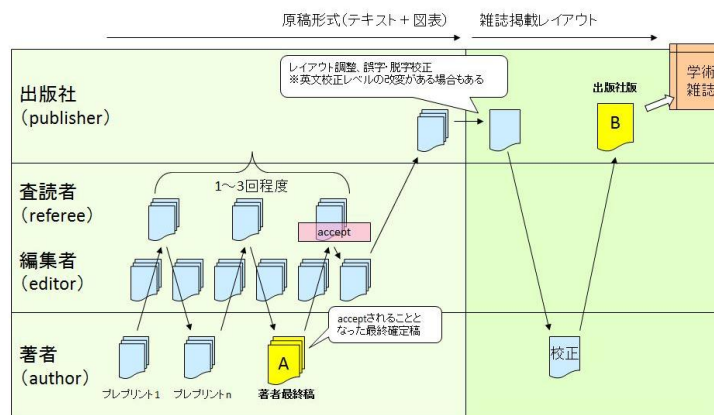 原稿形式(テキスト+図表)
雑誌掲載レイアウト
レイアウト調整、誤字・脱字校正
※英文校正レベルの改変がある場合もある
学術
雑誌
出版社
(publisher)
出版社版
B
1~3回程度
査読者
(referee)
accept
編集者
(editor)
acceptされることと
なった最終確定稿
著者
(author)
A
校正
プレプリント1
プレプリントn
著者最終稿